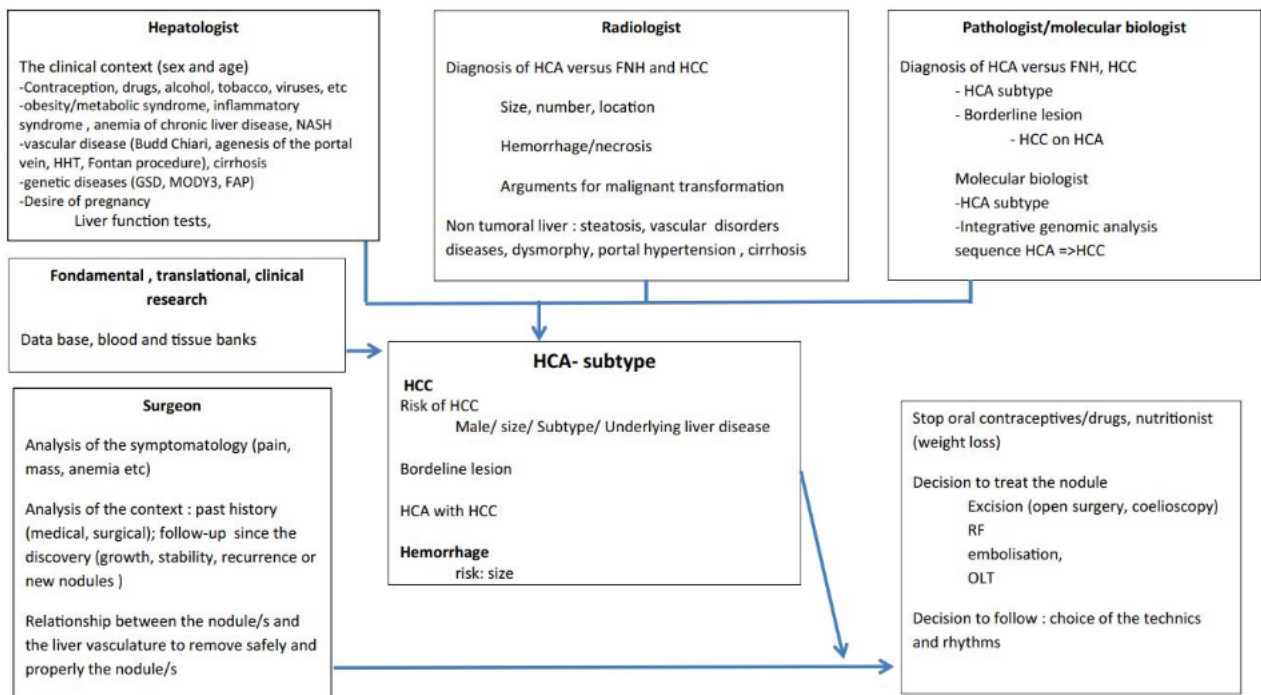 Hepatologist
The clinical context (sex and age)
-Contraception, drugs, alcohol, tobacco, viruses, etc
-obesity/metabolic syndrome, inflammatory
syndrome , anemia of chronic liver disease, NASH
-vascular disease (Budd Chiari, agenesis of the portal
vein, HHT, Fontan procedure), cirrhosis
-genetic diseases (GSD, MODY3, FAP)
-Desire of pregnancy
Liver function tests,
Radiologist
Diagnosis of HCA versus FNH and HCC
Size, number, location
Hemorrhage/necrosis
Arguments for malignant transformation
Non tumoral liver : steatosis, vascular disorders
diseases, dysmorphy, portal hypertension , cirrhosis
Pathologist/molecular biologist
Diagnosis of HCA versus FNH, HCC
- HCA subtype
- Borderline lesion
- HCC on HCA
Molecular biologist
-HCA subtype
-Integrative genomic analysis
sequence HCA =>HCC
Fondamental , translational, clinical
research
Data base, blood and tissue banks
HCA- subtype
HCC
Risk of HCC
Male/ size/ Subtype/ Underlying liver disease
Bordeline lesion
HCA with HCC
Hemorrhage
risk: size
Surgeon
Analysis of the symptomatology (pain,
mass, anemia etc)
Analysis of the context : past history
(medical, surgical); follow-up since the
discovery (growth, stability, recurrence or
new nodules )
Relationship between the nodule/s and
the liver vasculature to remove safely and
properly the nodule/s
Stop oral contraceptives/drugs, nutritionist
(weight loss)
Decision to treat the nodule
Excision (open surgery, coelioscopy)
RF
embolisation,
OLT
Decision to follow : choice of the technics
and rhythms